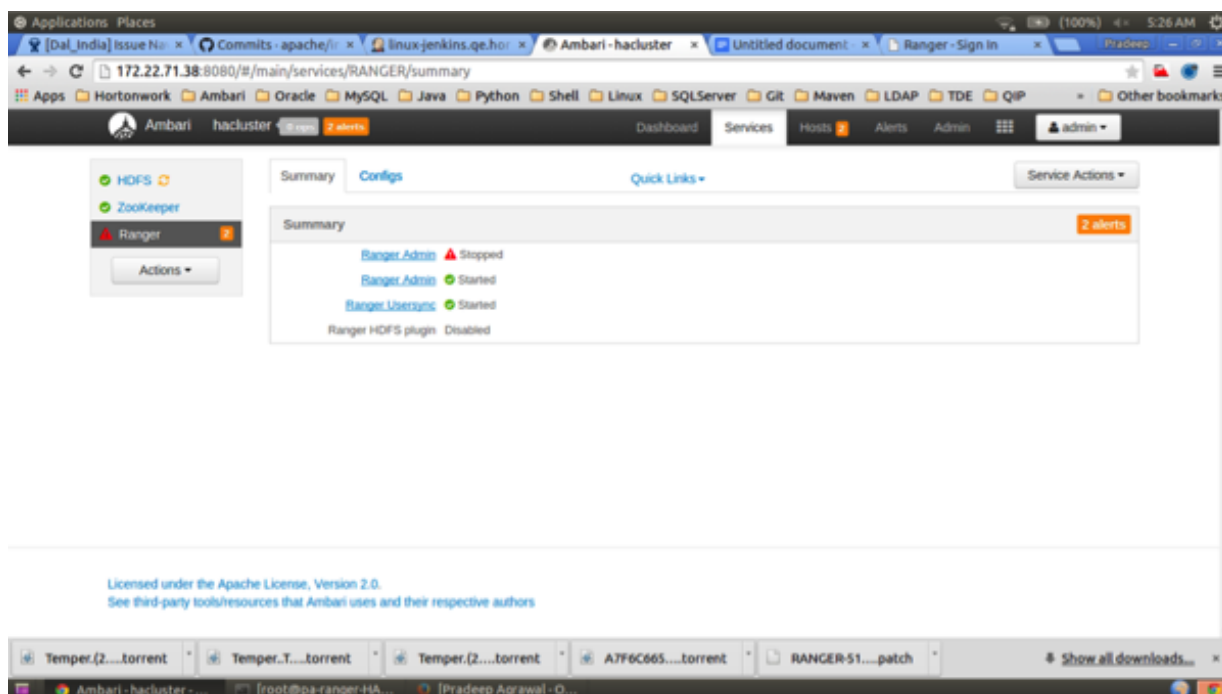 Applications Places
(100%) 5:26 AM
[Dal_India] Issue Na
Commits · apache/ir
linux-jenkins.qe.hor
Ambari - hacluster
Untitled document -
Ranger - Sign In
Pradeep
172.22.71.38:8080/#/main/services/RANGER/summary
Apps Hortonwork Ambari Oracle MySQL Java Python Shell Linux SQLServer Git Maven LDAP TDE QIP » Other bookmarks
Ambari hacluster 0 ops 2 alerts Dashboard Services Hosts 2 Alerts Admin admin
HDFS
ZooKeeper
Ranger 2
Actions
Summary Configs Quick Links Service Actions
Summary 2 alerts
Ranger Admin Stopped
Ranger Admin Started
Ranger Usersync Started
Ranger HDFS plugin Disabled
Licensed under the Apache License, Version 2.0.
See third-party tools/resources that Ambari uses and their respective authors
Temper.(2....torrent
Temper..T....torrent
Temper.(2....torrent
A7F6C665....torrent
RANGER-51....patch
Show all downloads...
Ambari - hacluster - ...
[root@pa-ranger-HA...
[Pradeep Agrawal - O...